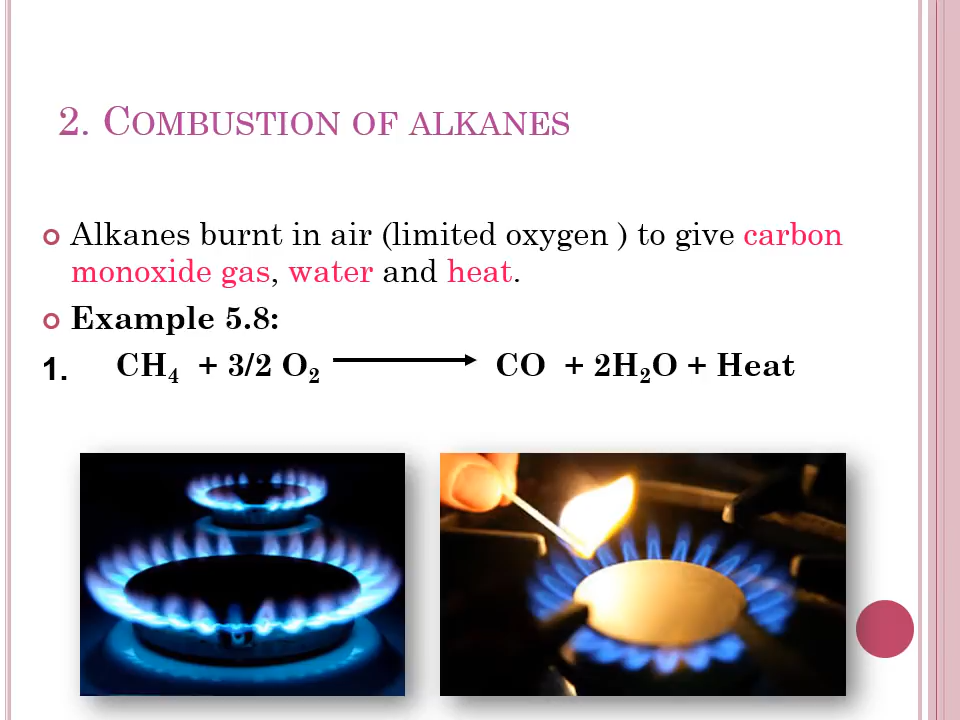 2. COMBUSTION OF ALKANES
Alkanes burnt in air (limited oxygen ) to give carbon
monoxide gas, water and heat.
Example 5.8:
1. CH₄ + 3/2 O₂ ⟶ CO + 2H₂O + Heat